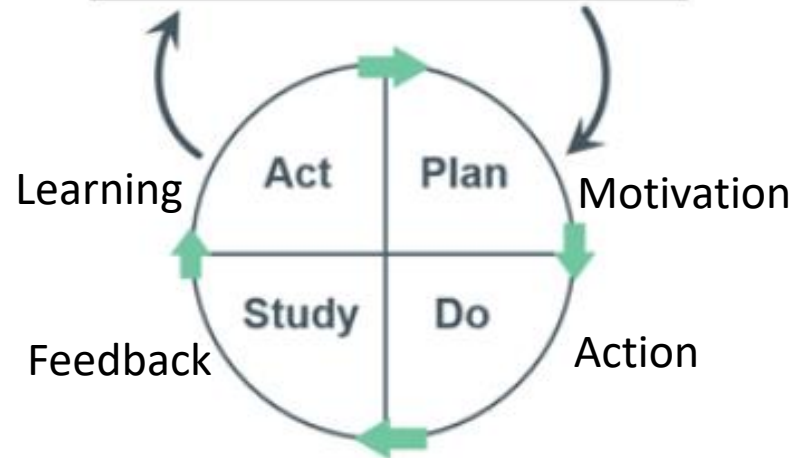 Act
Plan
Learning
Motivation
Study
Do
Feedback
Action